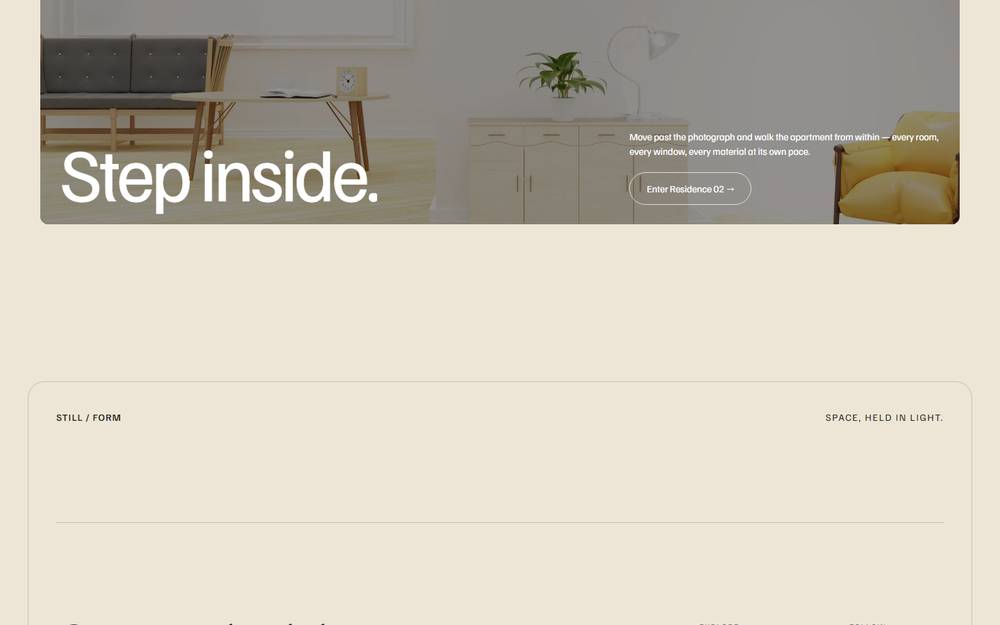 Move past the photograph and walk the apartment from within — every room,
every window, every material at its own pace.
Step inside.
Enter Residence 02 →
STILL / FORM
SPACE, HELD IN LIGHT.